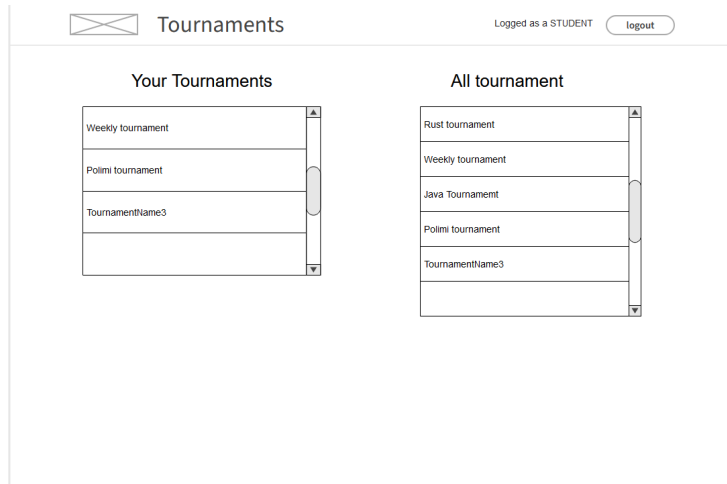 Tournaments
Logged as a STUDENT
logout
Your Tournaments
Weekly tournament
Polimi tournament
TournamentName3
All tournament
Rust tournament
Weekly tournament
Java Tournamemt
Polimi tournament
TournamentName3